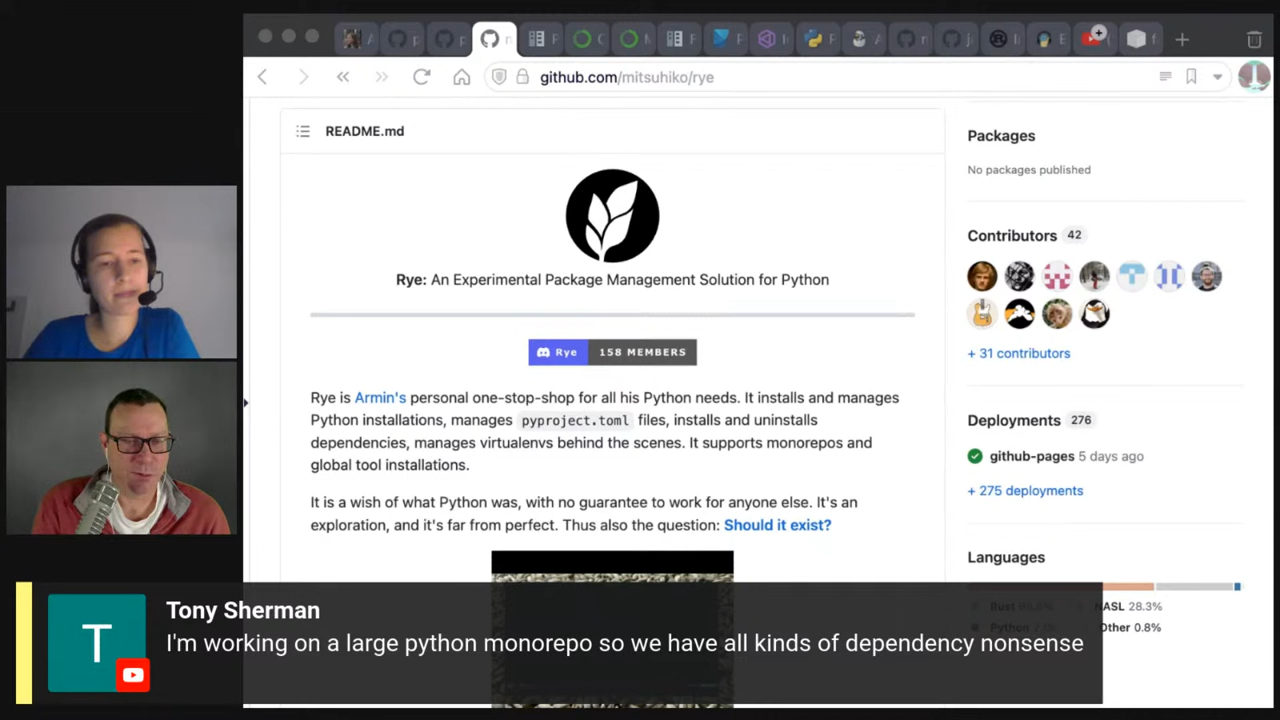 github.com/mitsuhiko/rye
README.md
Rye: An Experimental Package Management Solution for Python
Rye 158 MEMBERS
Rye is Armin's personal one-stop-shop for all his Python needs. It installs and manages
Python installations, manages pyproject.toml files, installs and uninstalls
dependencies, manages virtualenvs behind the scenes. It supports monorepos and
global tool installations.
It is a wish of what Python was, with no guarantee to work for anyone else. It's an
exploration, and it's far from perfect. Thus also the question: Should it exist?
Packages
No packages published
Contributors 42
+ 31 contributors
Deployments 276
github-pages 5 days ago
+ 275 deployments
Languages
Rust
NASL 28.3%
Python
Other 0.8%
T
Tony Sherman
I'm working on a large python monorepo so we have all kinds of dependency nonsense